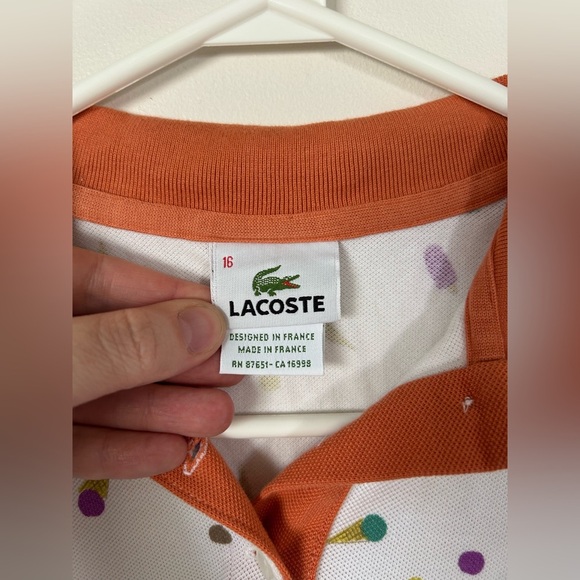 16
LACOSTE
DESIGNED IN FRANCE
MADE IN FRANCE
RN 87651-CA16998